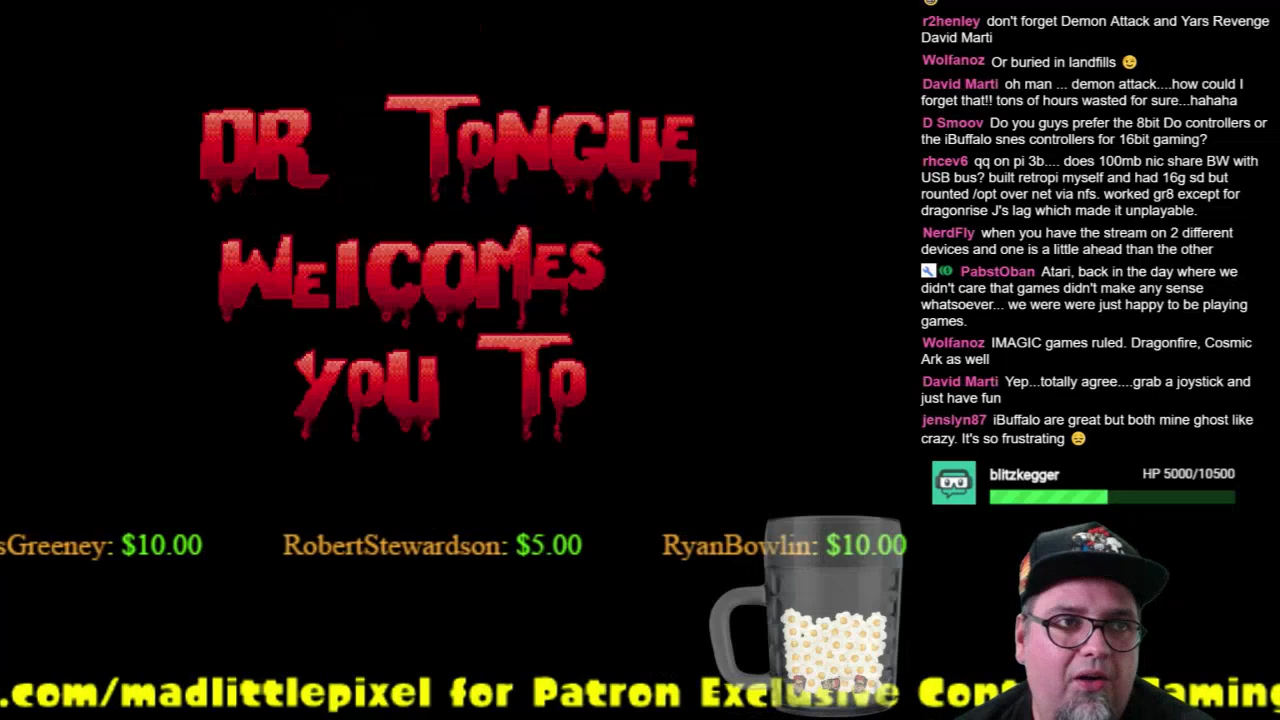 DR TONGUE
WELCOMES
YOU TO
r2henley don't forget Demon Attack and Yars Revenge
David Marti
Wolfanoz Or buried in landfills
David Marti oh man ... demon attack....how could I
forget that!! tons of hours wasted for sure...hahaha
D Smoov Do you guys prefer the 8bit Do controllers or
the iBuffalo snes controllers for 16bit gaming?
rhcev6 qq on pi 3b.... does 100mb nic share BW with
USB bus? built retropi myself and had 16g sd but
rounted /opt over net via nfs. worked gr8 except for
dragonrise J's lag which made it unplayable.
NerdFly when you have the stream on 2 different
devices and one is a little ahead than the other
PabstOban Atari, back in the day where we
didn't care that games didn't make any sense
whatsoever... we were were just happy to be playing
games.
Wolfanoz IMAGIC games ruled. Dragonfire, Cosmic
Ark as well
David Marti Yep...totally agree....grab a joystick and
just have fun
jenslyn87 iBuffalo are great but both mine ghost like
crazy. It's so frustrating
blitzkegger HP 5000/10500
sGreeney: $10.00 RobertStewardson: $5.00 RyanBowlin: $10.00
.com/madlittlepixel for Patron Exclusive Cont Gaming